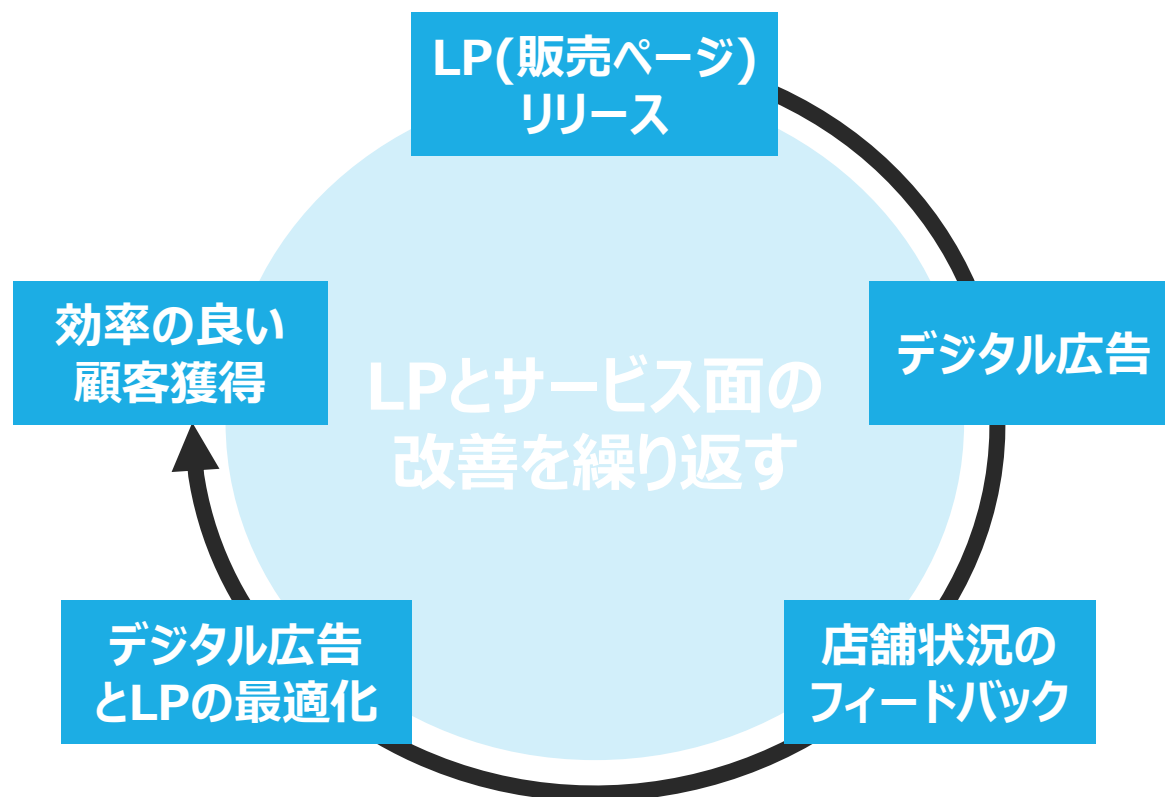 LP(販売ページ)
リリース
デジタル広告
店舗状況の
フィードバック
デジタル広告
とLPの最適化
効率の良い
顧客獲得
LPとサービス面の
改善を繰り返す